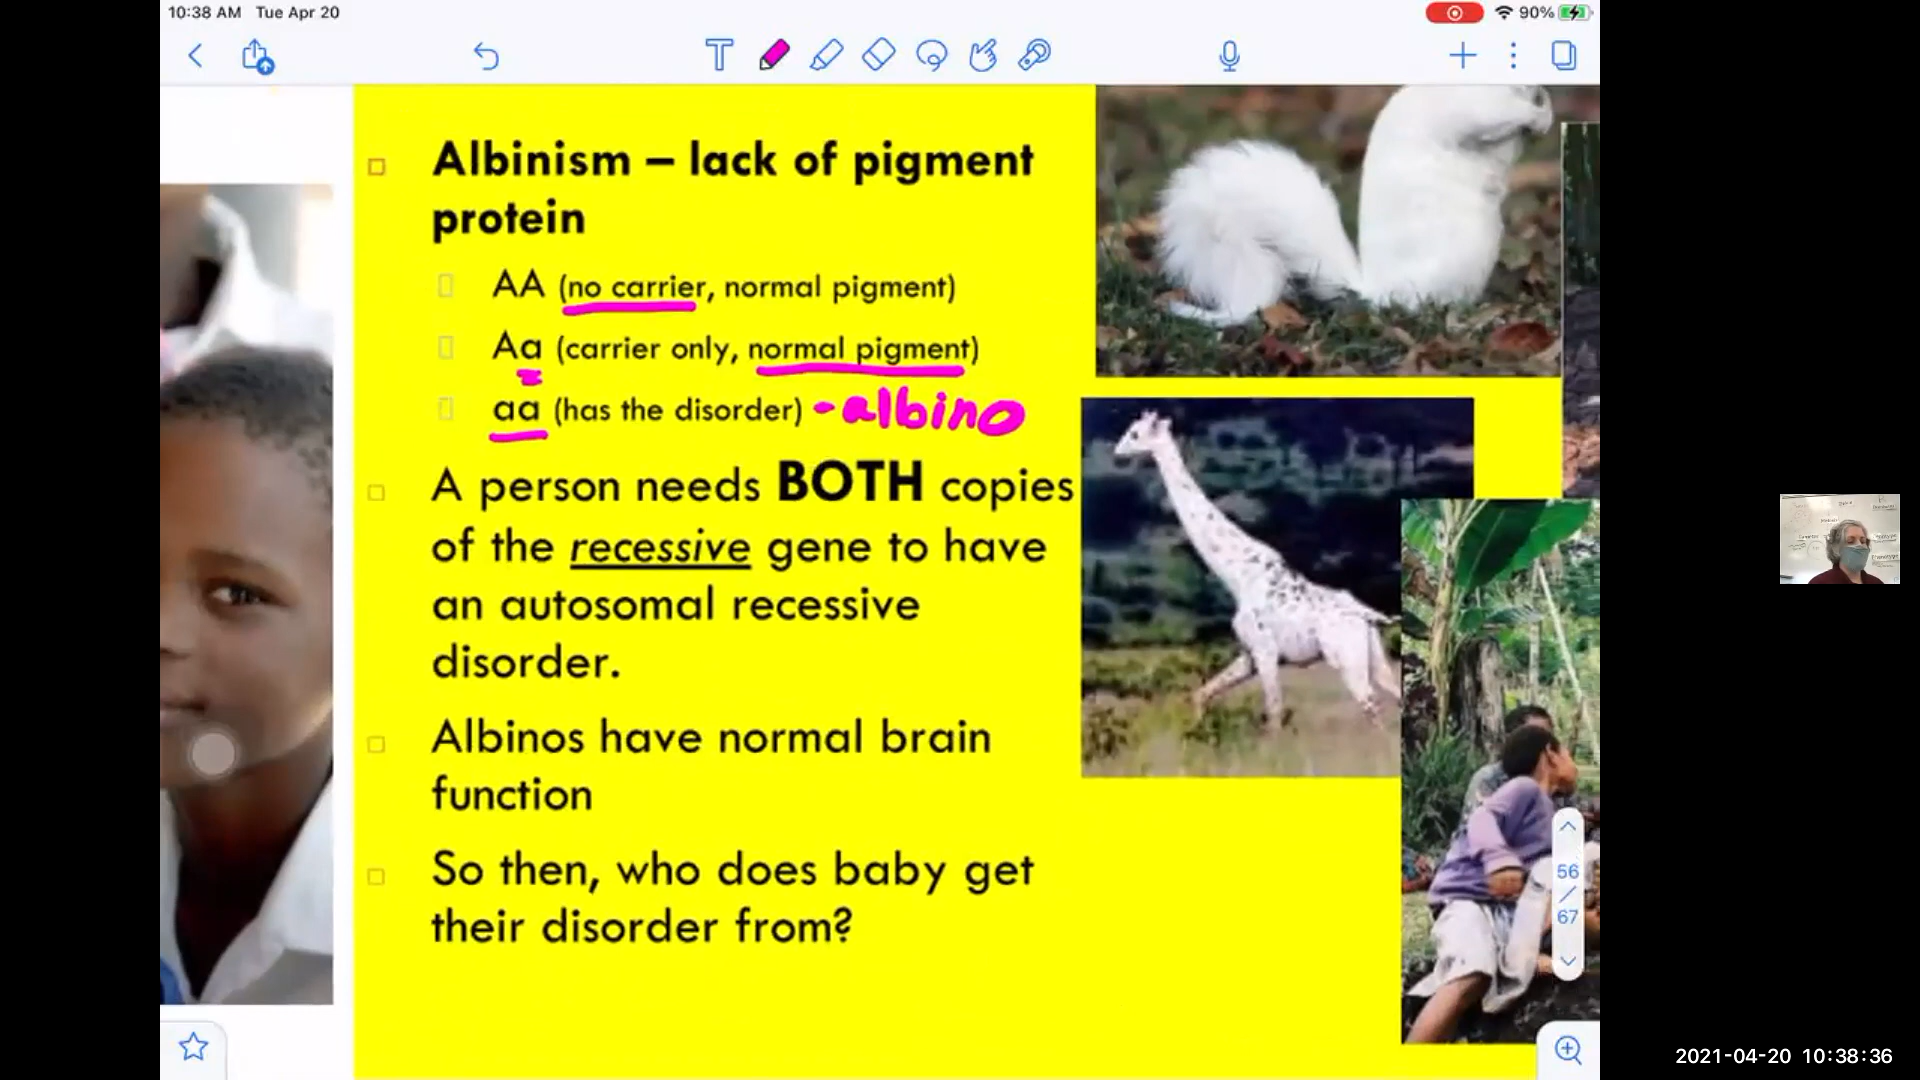 10:38 AM Tue Apr 20
90%
Albinism – lack of pigment
protein
AA (no carrier, normal pigment)
Aa (carrier only, normal pigment)
aa (has the disorder) -albino
A person needs BOTH copies
of the recessive gene to have
an autosomal recessive
disorder.
Albinos have normal brain
function
So then, who does baby get
their disorder from?
56
/
67
2021-04-20 10:38:36